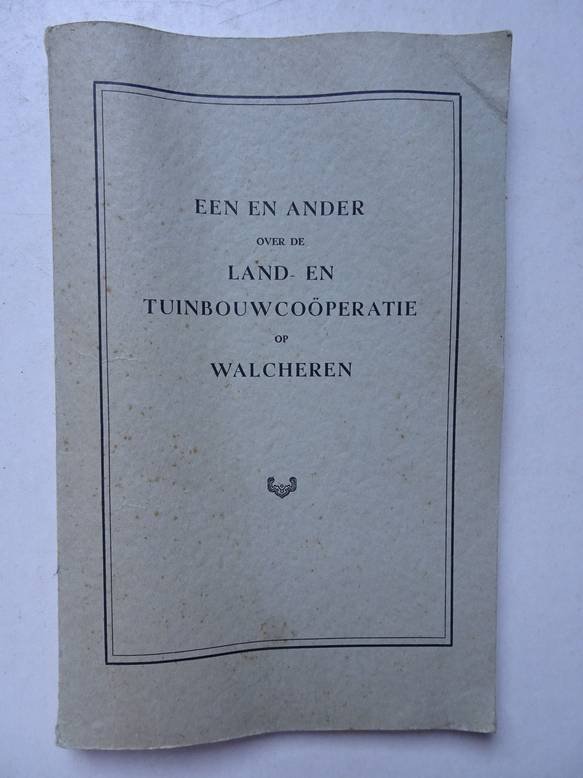 EEN EN ANDER
OVER DE
LAND- EN
TUINBOUWCOÖPERATIE
OP
WALCHEREN